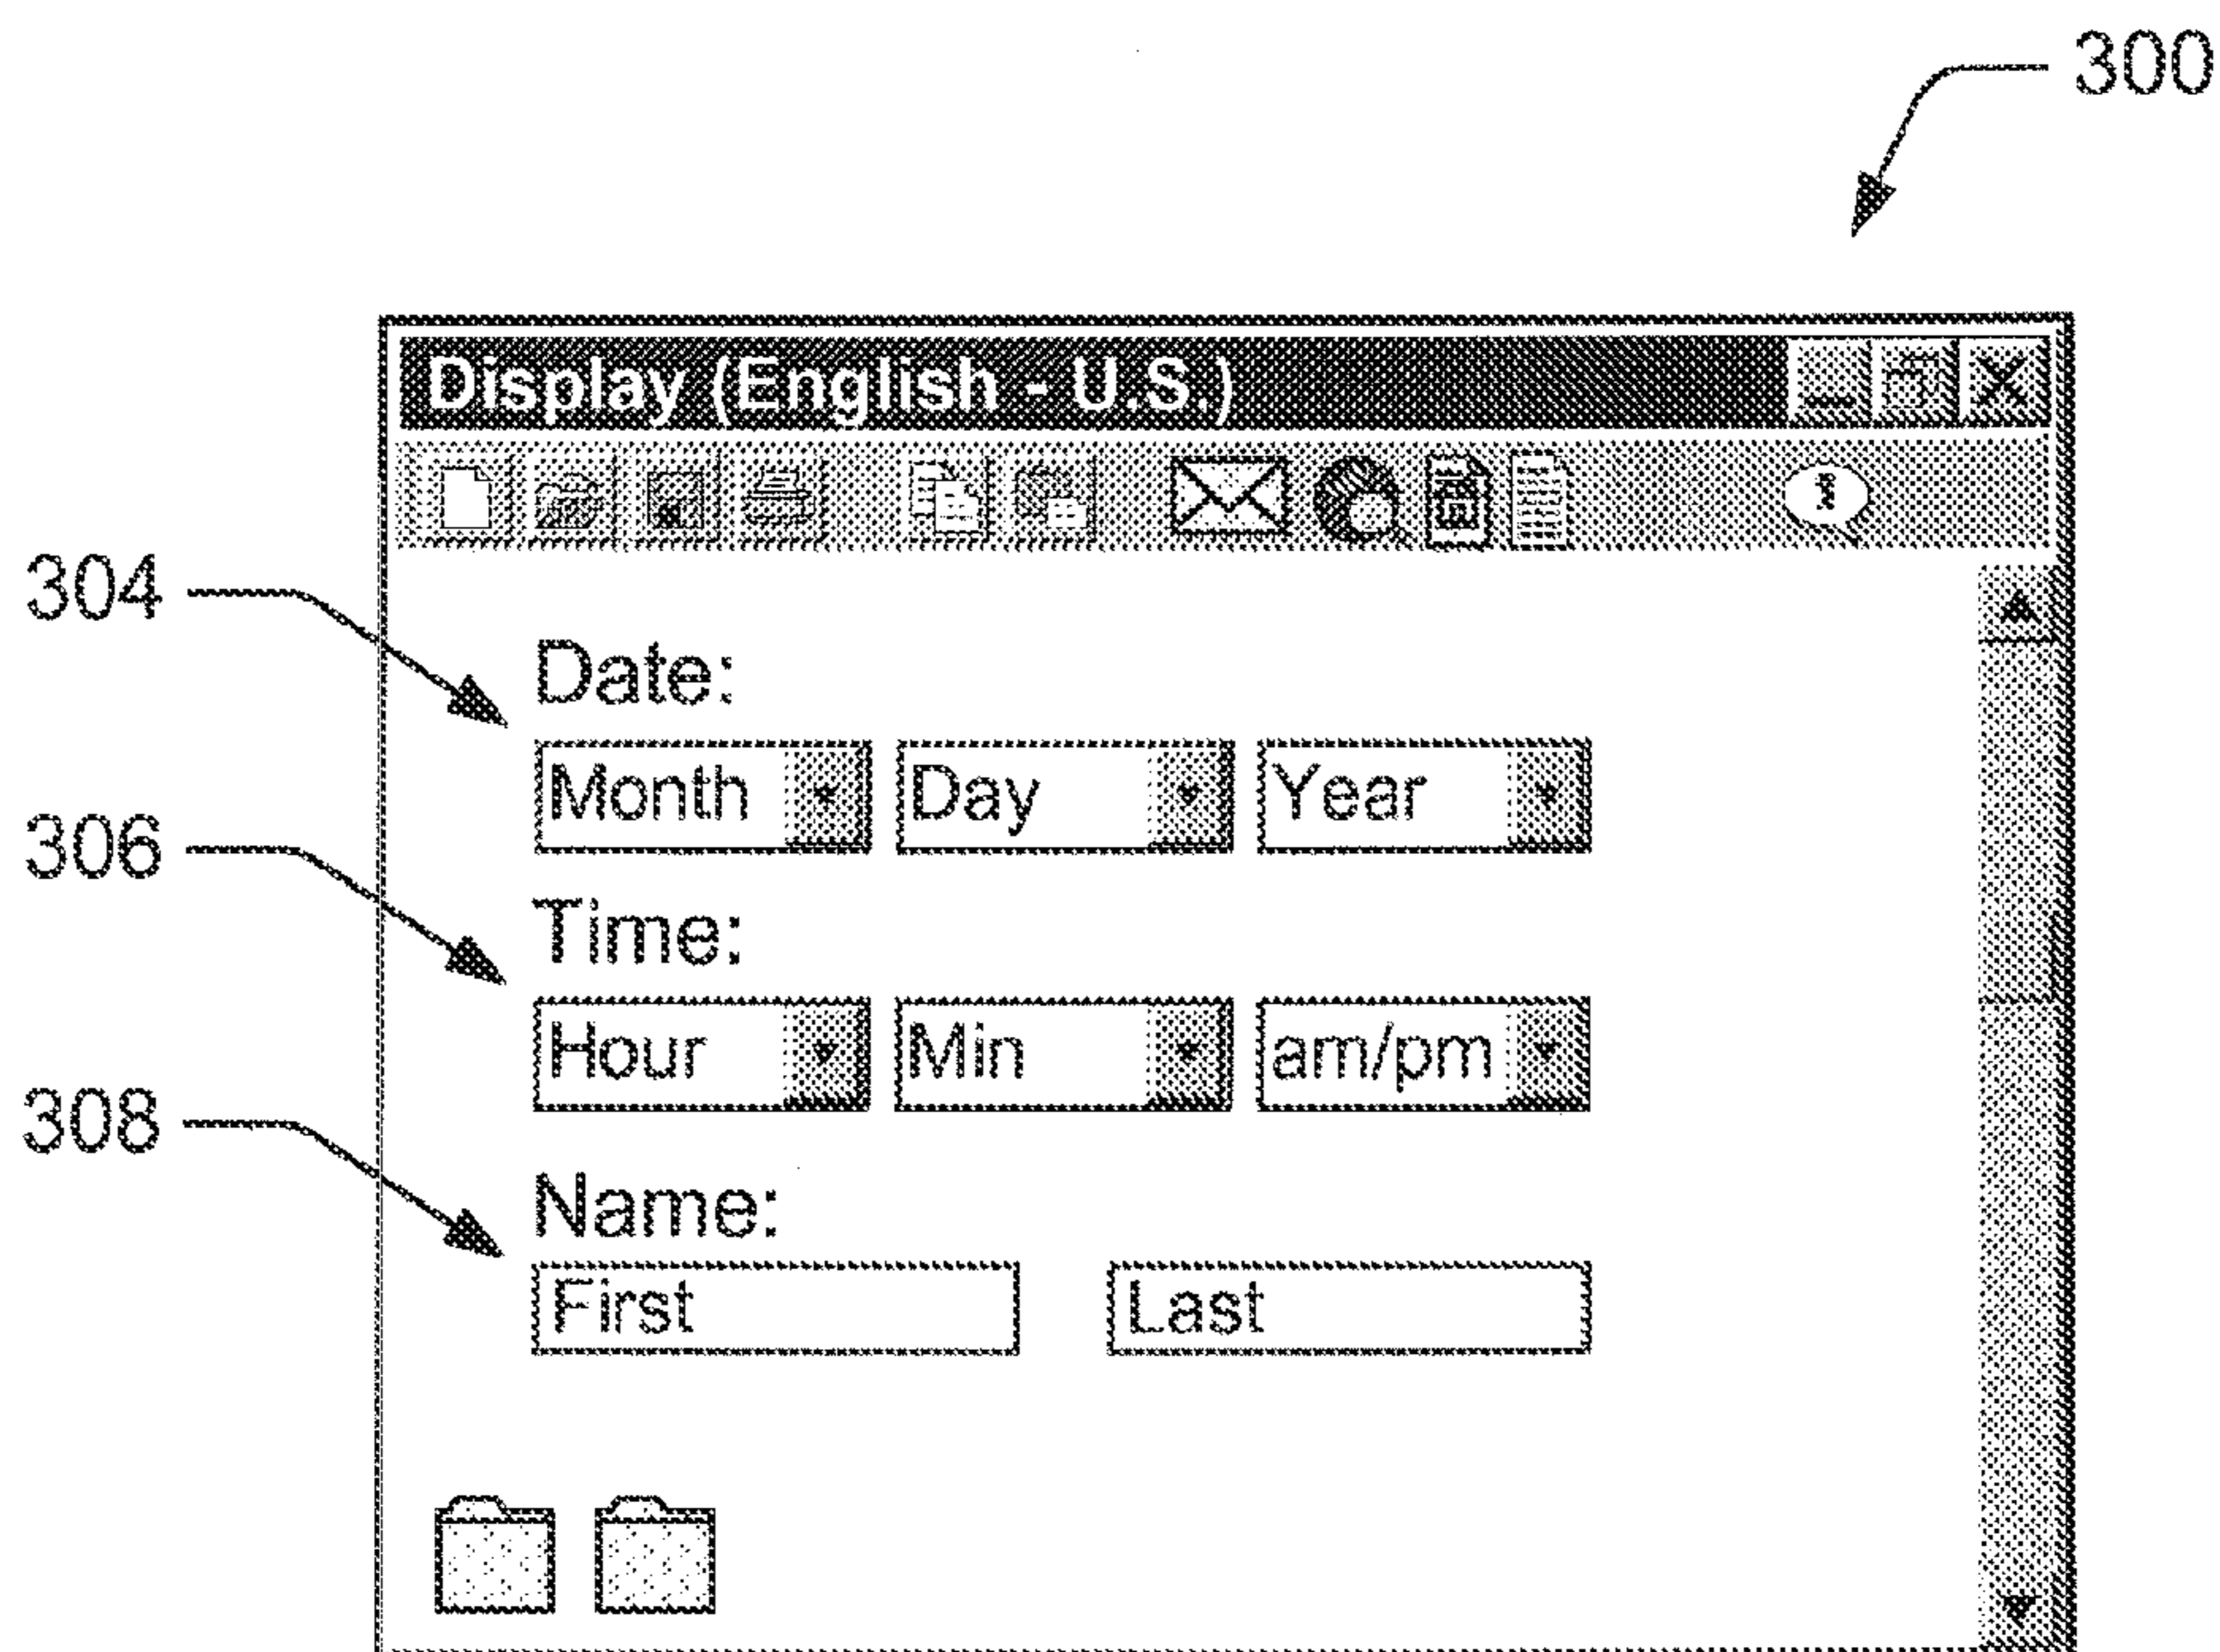 300
Display (English - U.S.)
304
Date:
Month Day Year
306
Time:
Hour Min am/pm
308
Name:
First Last